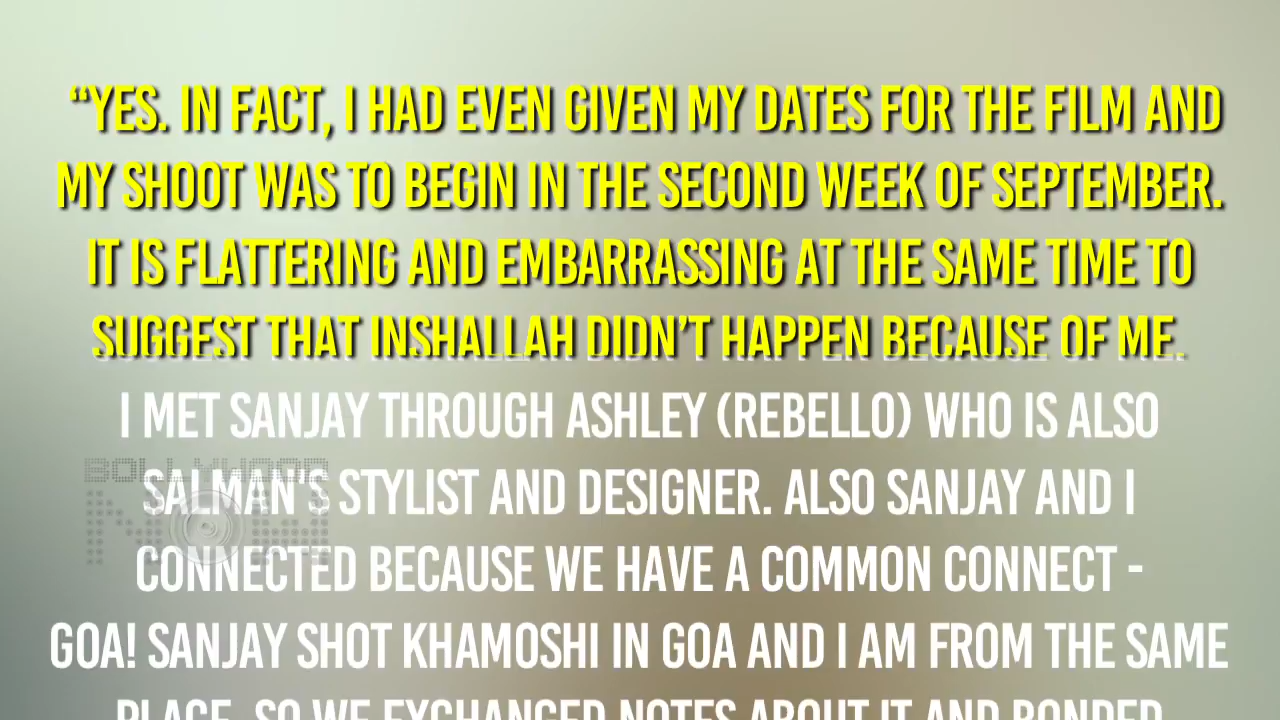 “YES. IN FACT, I HAD EVEN GIVEN MY DATES FOR THE FILM AND
MY SHOOT WAS TO BEGIN IN THE SECOND WEEK OF SEPTEMBER.
IT IS FLATTERING AND EMBARRASSING AT THE SAME TIME TO
SUGGEST THAT INSHALLAH DIDN’T HAPPEN BECAUSE OF ME.
I MET SANJAY THROUGH ASHLEY (REBELLO) WHO IS ALSO
SALMAN’S STYLIST AND DESIGNER. ALSO SANJAY AND I
CONNECTED BECAUSE WE HAVE A COMMON CONNECT -
GOA! SANJAY SHOT KHAMOSHI IN GOA AND I AM FROM THE SAME
PLACE. SO WE EXCHANGED NOTES ABOUT IT AND BONDED
BOLLYWOOD
NOW